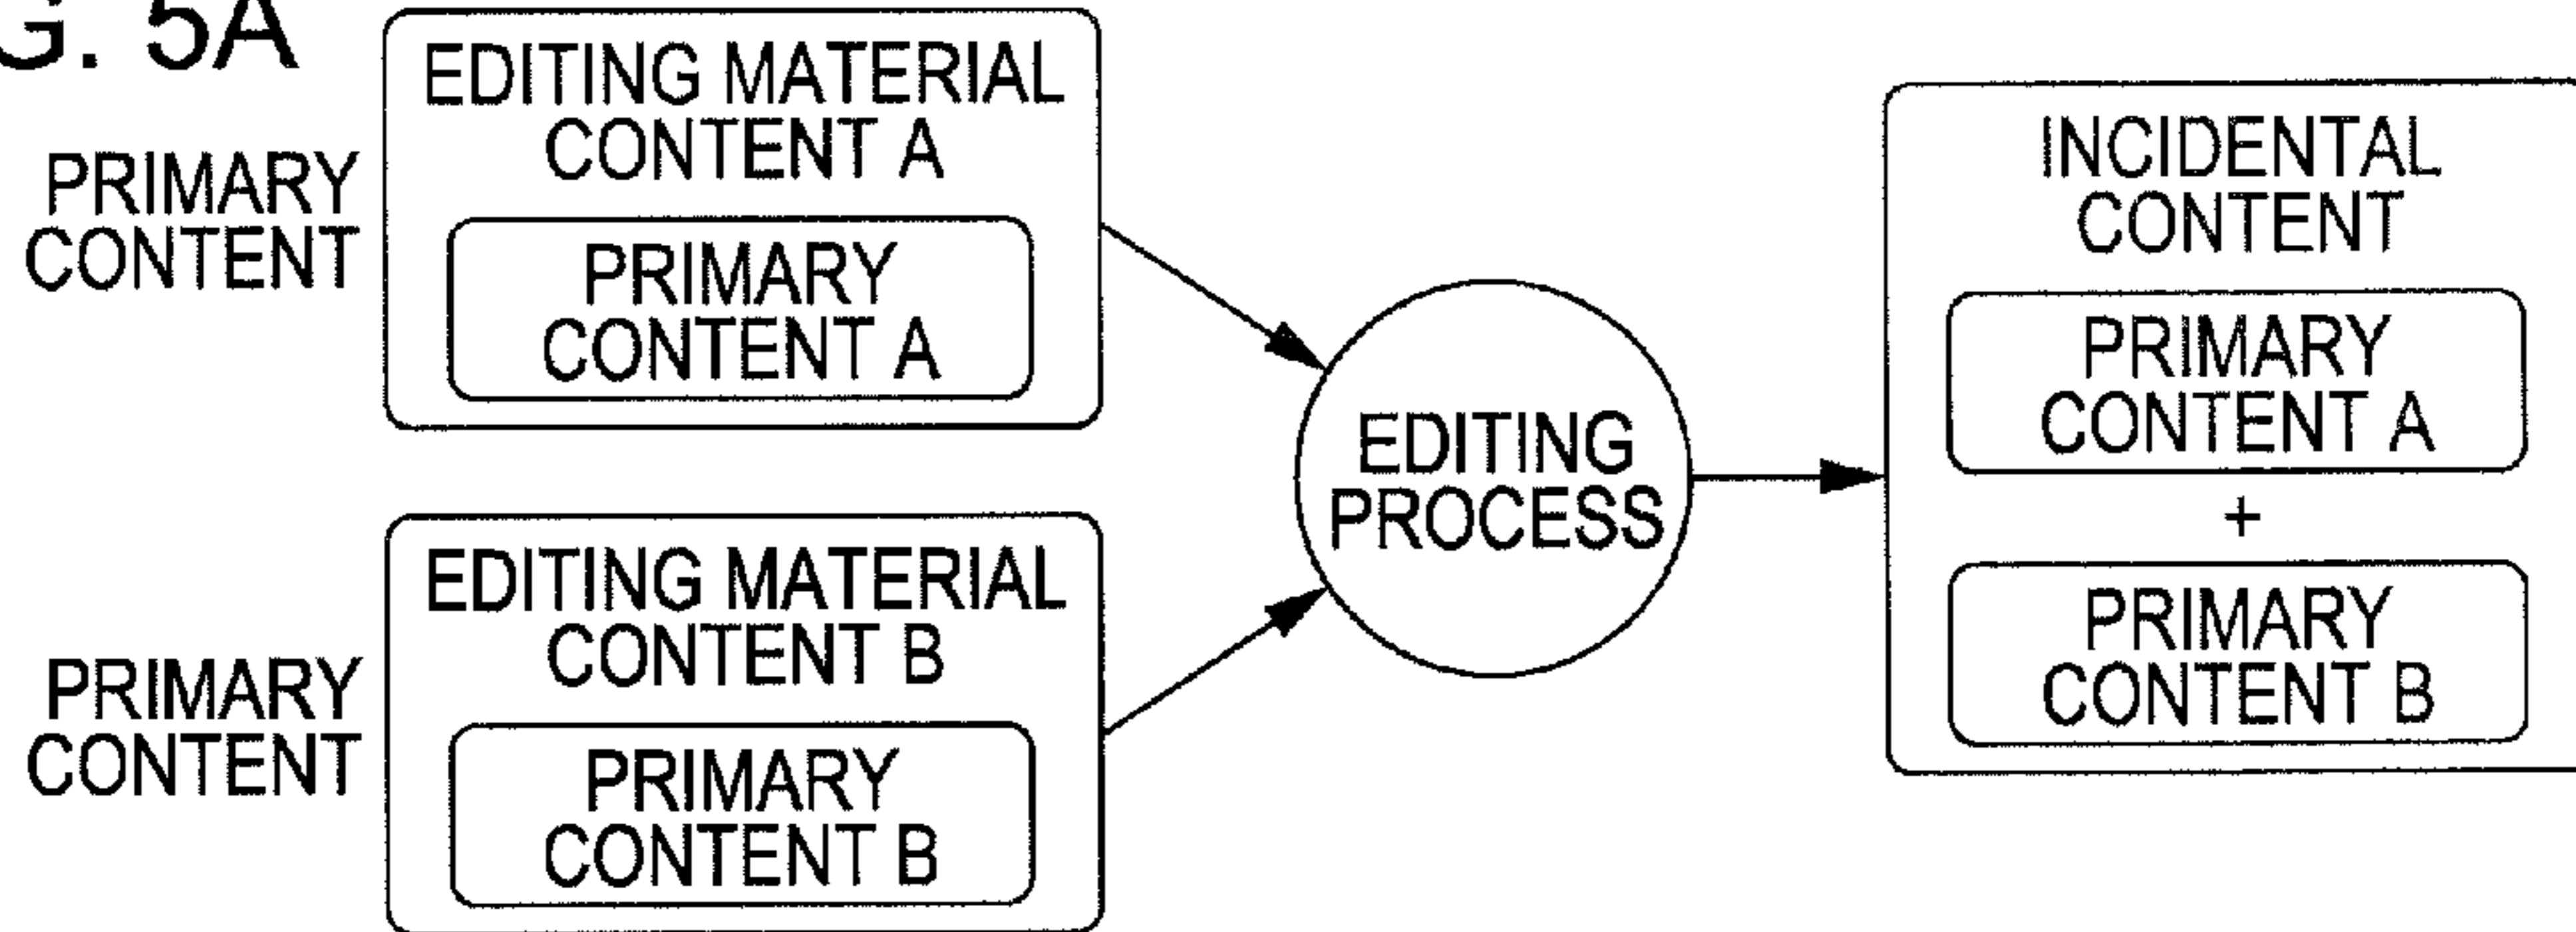 G. 5A
PRIMARY
CONTENT
EDITING MATERIAL
CONTENT A
PRIMARY
CONTENT A
PRIMARY
CONTENT
EDITING MATERIAL
CONTENT B
PRIMARY
CONTENT B
EDITING
PROCESS
INCIDENTAL
CONTENT
PRIMARY
CONTENT A
+
PRIMARY
CONTENT B